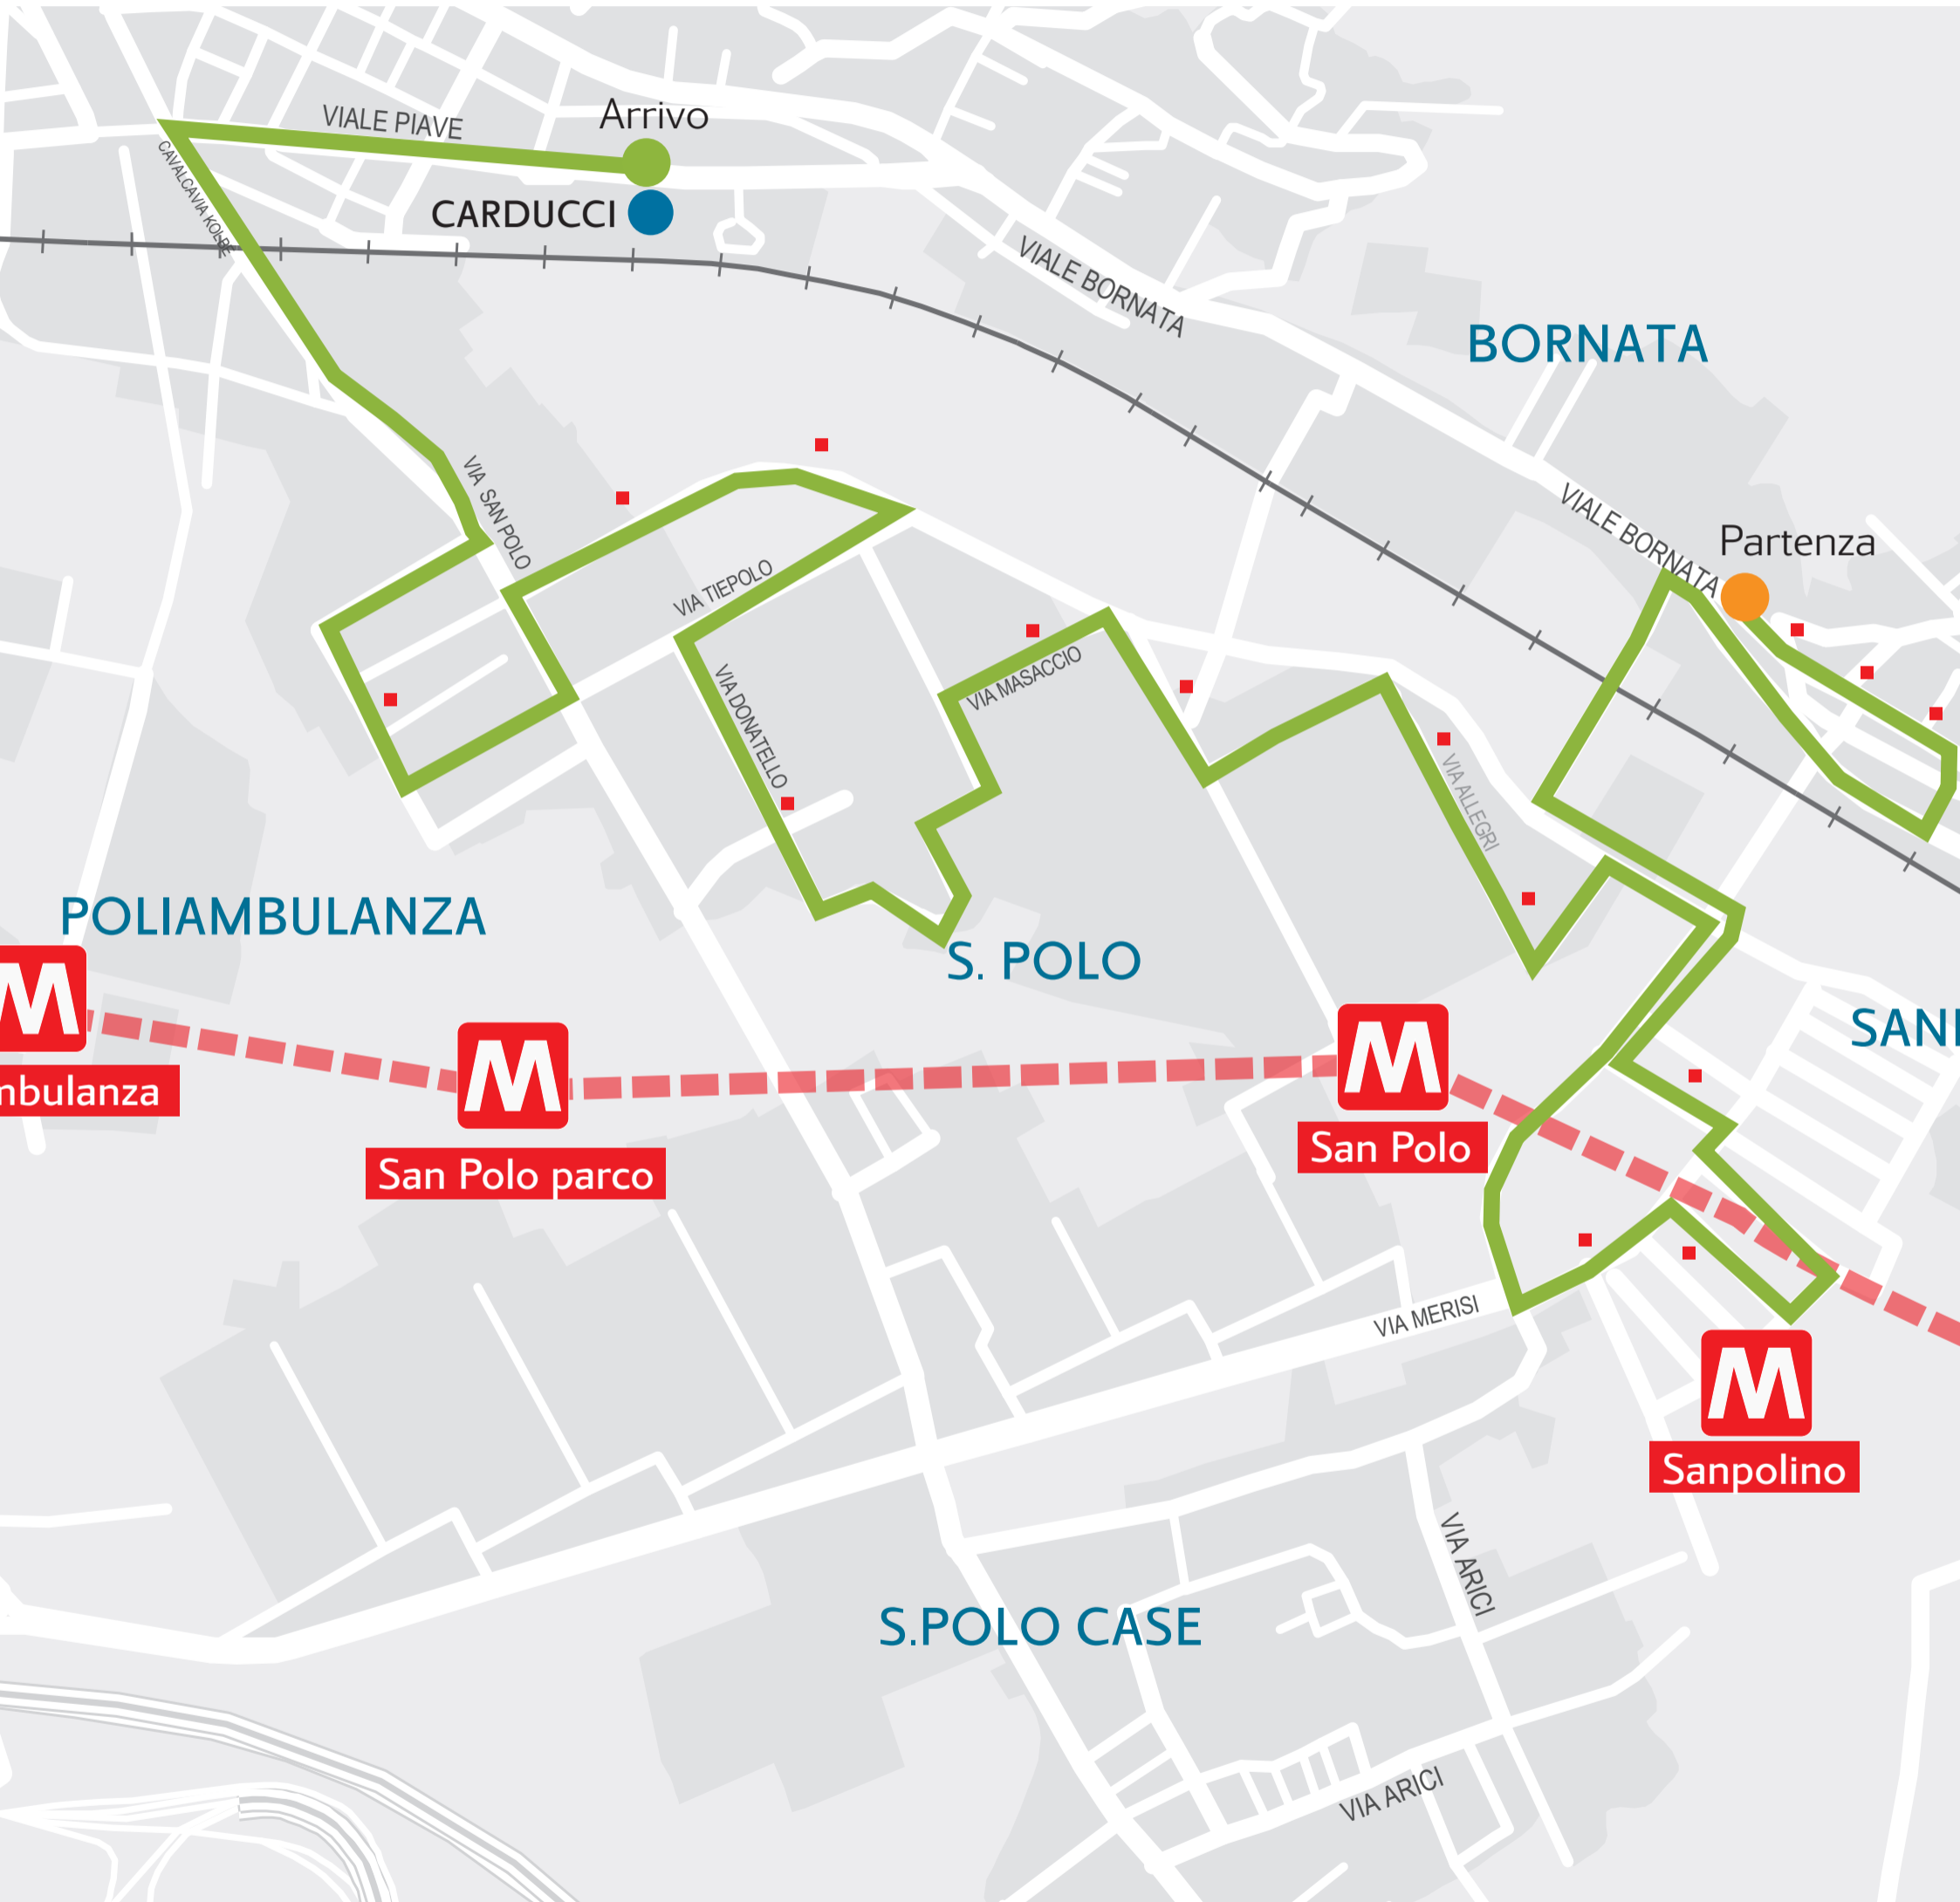 VIALE PIAVE
Arrivo
CAVALCAVIA KOLBE
CARDUCCI
VIALE BORNATA
BORNATA
VIA SAN POLO
VIALE BORNATA
Partenza
VIA TIEPOLO
VIA MASACCIO
VIA DONATELLO
VIA ALLEGRI
POLIAMBULANZA
S. POLO
M
M
M
SANP
mbulanza
San Polo parco
San Polo
VIA MERISI
M
Sanpolino
VIA ARICI
S.POLO CASE
VIA ARICI